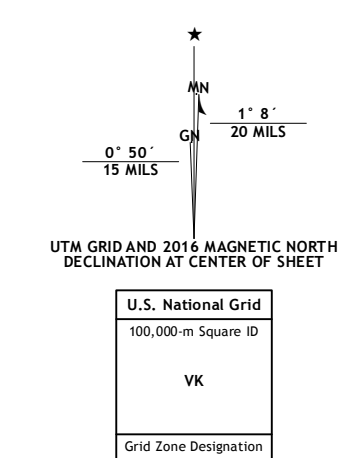 ★
MN
1° 8´
20 MILS
GN
0° 50´
15 MILS
UTM GRID AND 2016 MAGNETIC NORTH
DECLINATION AT CENTER OF SHEET
U.S. National Grid
100,000-m Square ID
VK
Grid Zone Designation